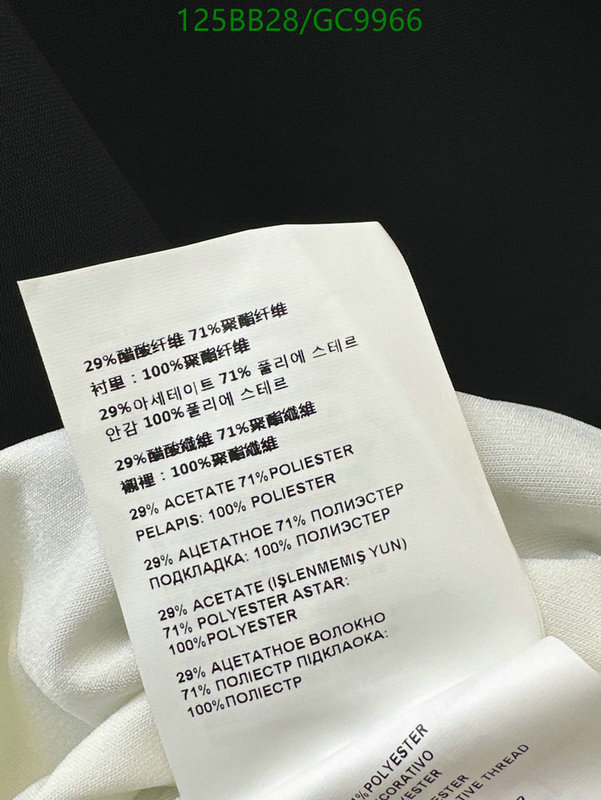 125BB28/GC9966
29%醋酸纤维 71%聚酯纤维
衬里：100%聚酯纤维
29%아세테이트 71% 폴리에 스테르
안감 100%폴리에 스테르
29%醋酸纖維 71%聚酯纖維
襯裡：100%聚酯纖維
29% ACETATE 71%POLIESTER
PELAPIS: 100% POLIESTER
29% АЦЕТАТНОЕ 71% ПОЛИЭСТЕР
ПОДКЛАДКА: 100% ПОЛИЭСТЕР
29% ACETATE (IŞLENMEMIŞ YUN)
71% POLYESTER ASTAR:
100%POLYESTER
29% АЦЕТАТНОЕ ВОЛОКНО
71% ПОЛІЕСТР ПІДКЛАОКА:
100%ПОЛІЕСТР
%POLYESTER
CORATIVO
POLYESTER
TIVE THREAD